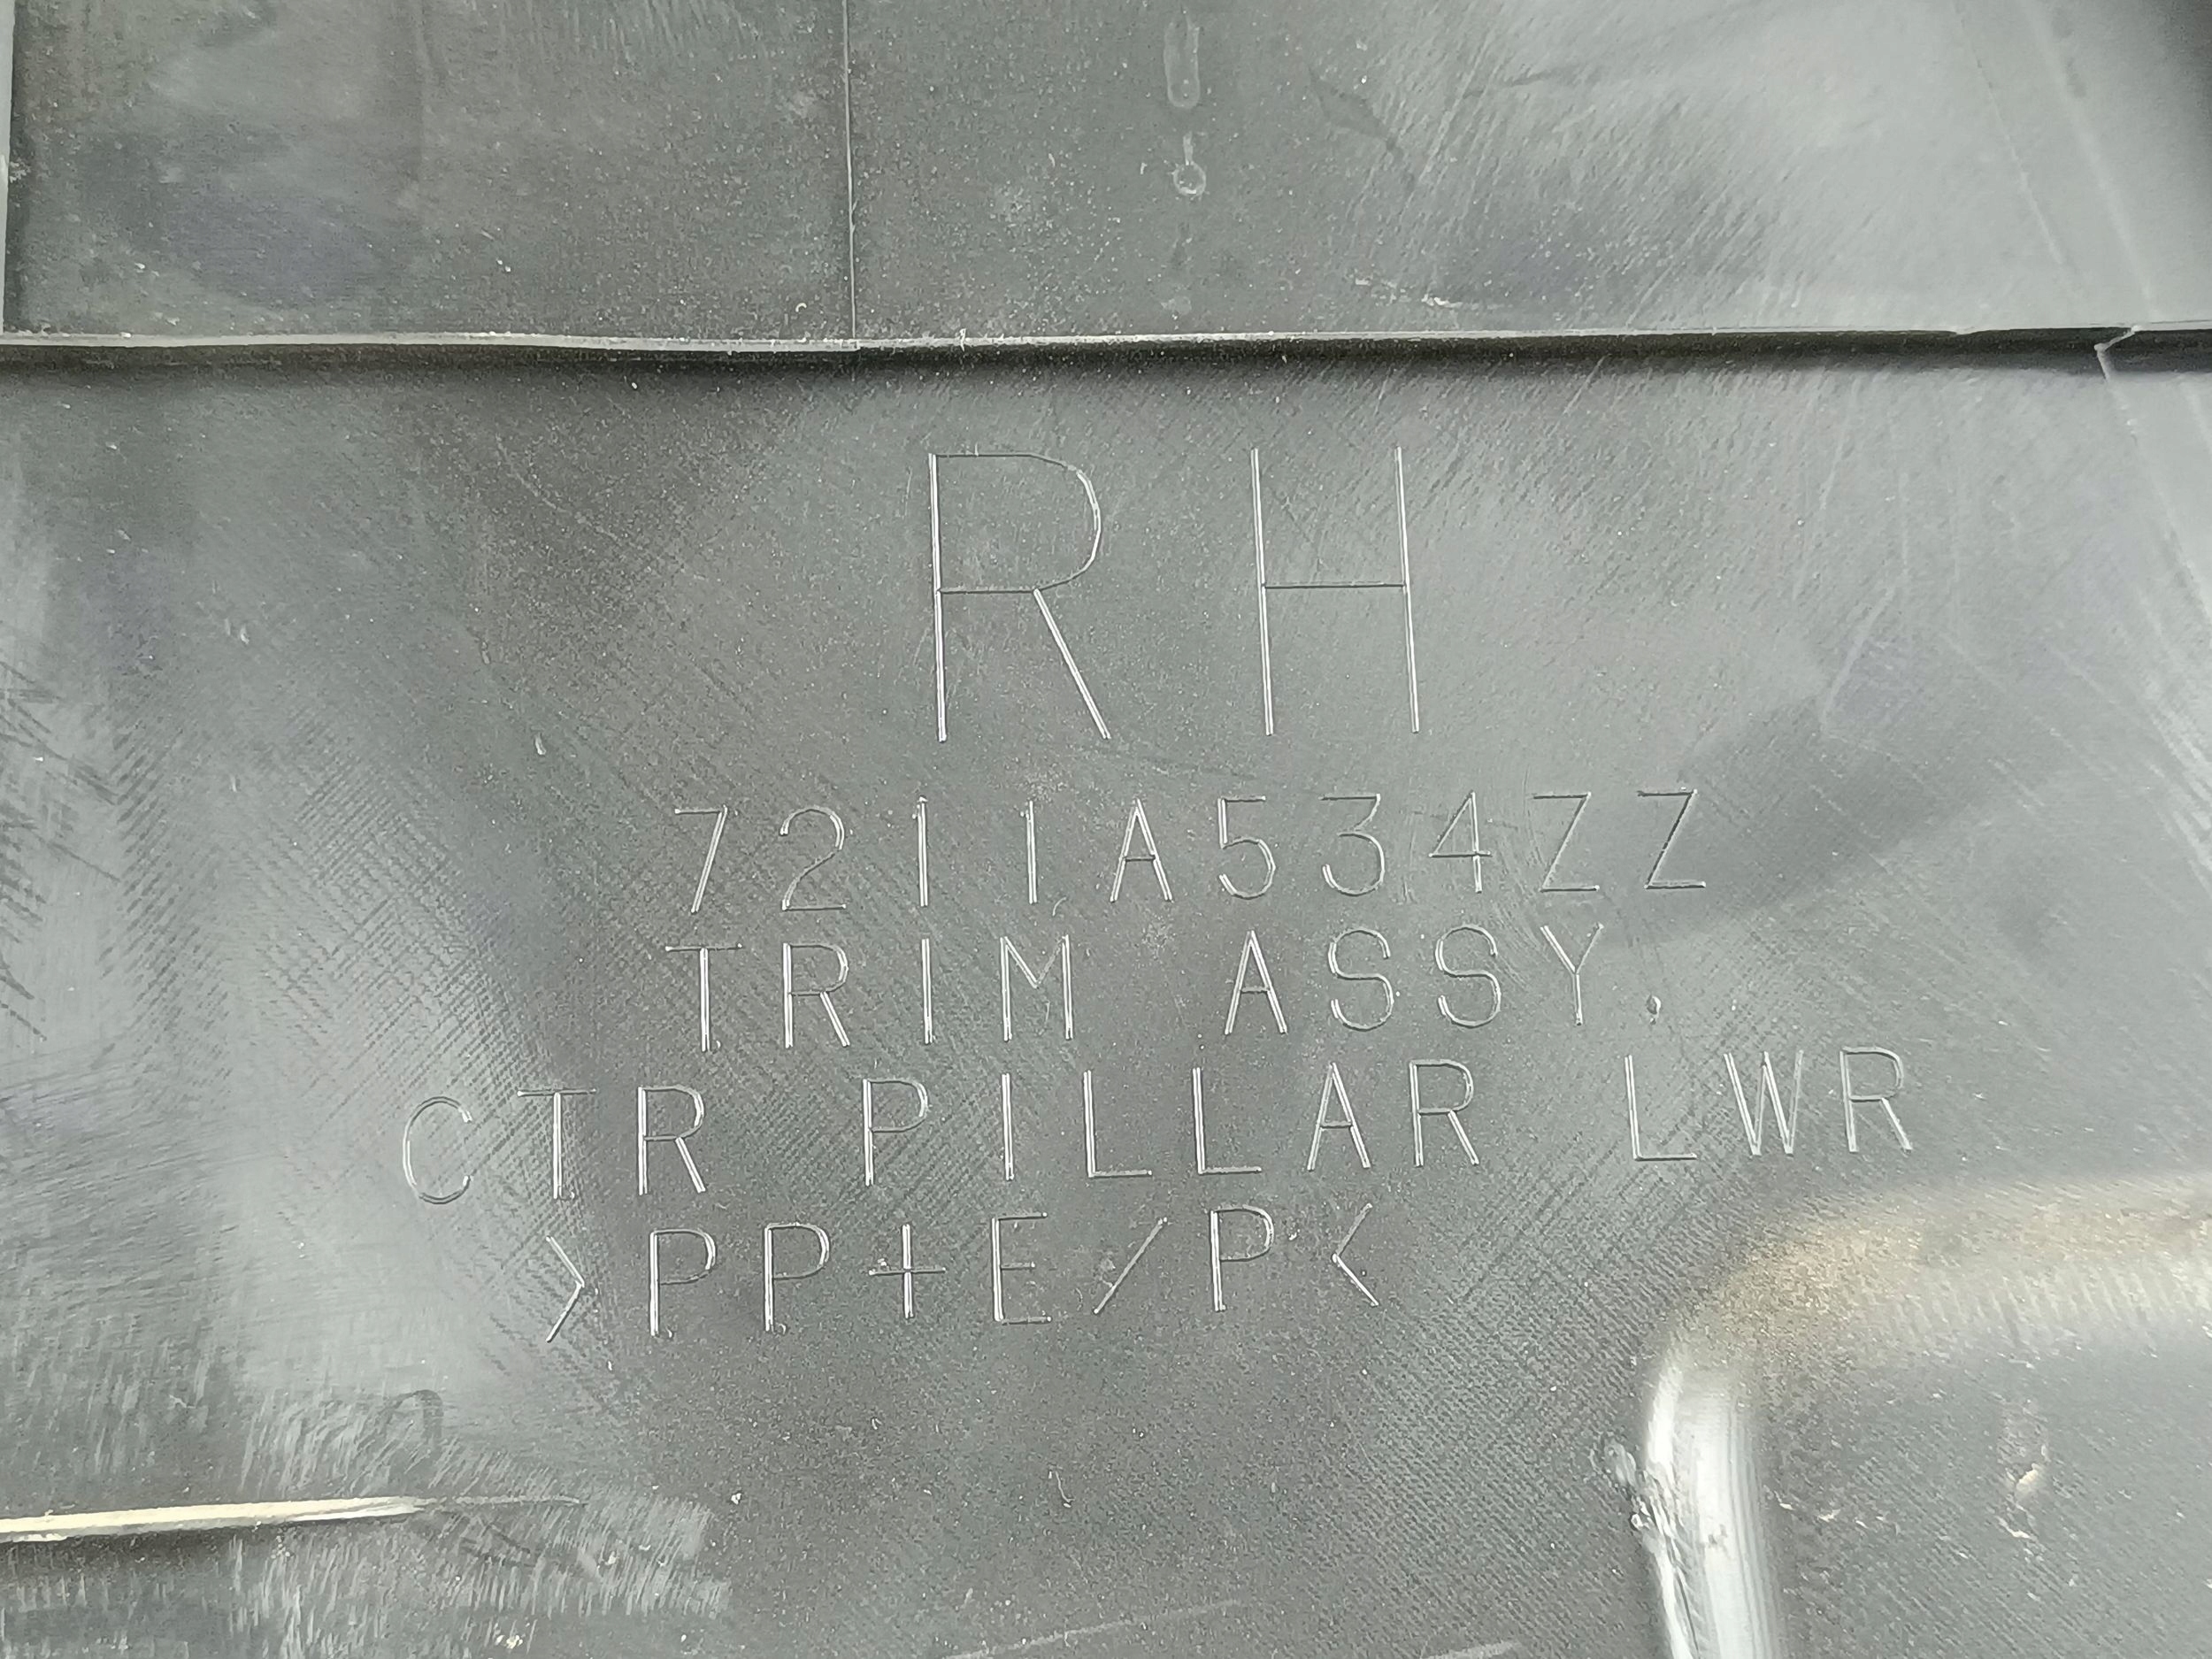 RH
7211A534ZZ
TRIM ASSY.
CTR PILLAR LWR
>PP+E/P<